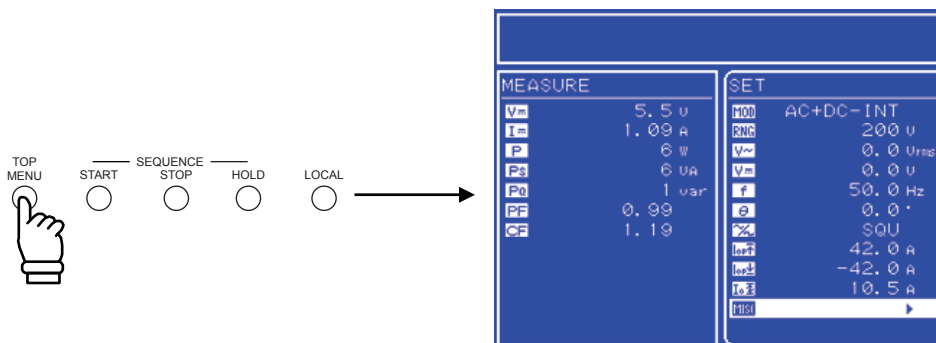 TOP
MENU
SEQUENCE
START
STOP
HOLD
LOCAL
MEASURE
V= 5.5 V
I= 1.09 A
P 6 W
PS 6 VA
PQ 1 var
PF 0.99
CF 1.19
SET
MOD AC+DC-INT
RNG 200 V
V~ 0.0 Vrms
V= 0.0 V
f 50.0 Hz
θ 0.0 °
SQU
42.0 A
-42.0 A
10.5 A
MISC